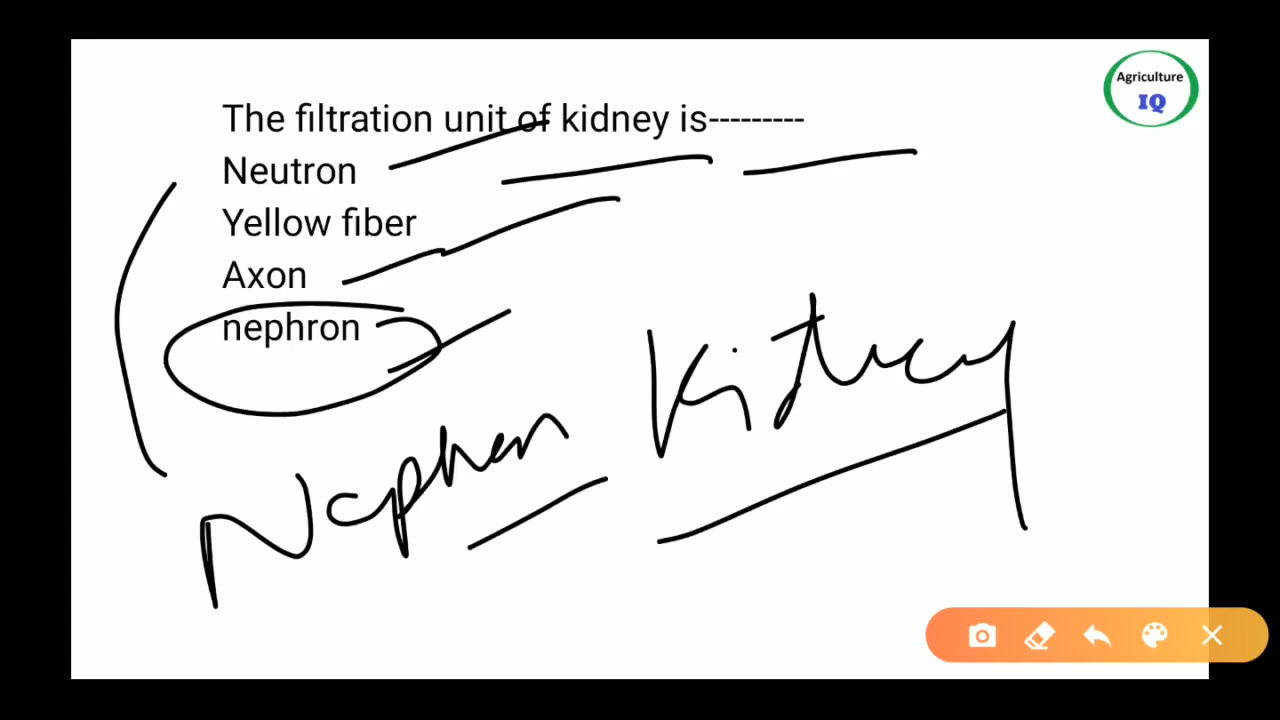 Agriculture
IQ
The filtration unit of kidney is---------
Neutron
Yellow fiber
Axon
nephron
Kidney
Nephron